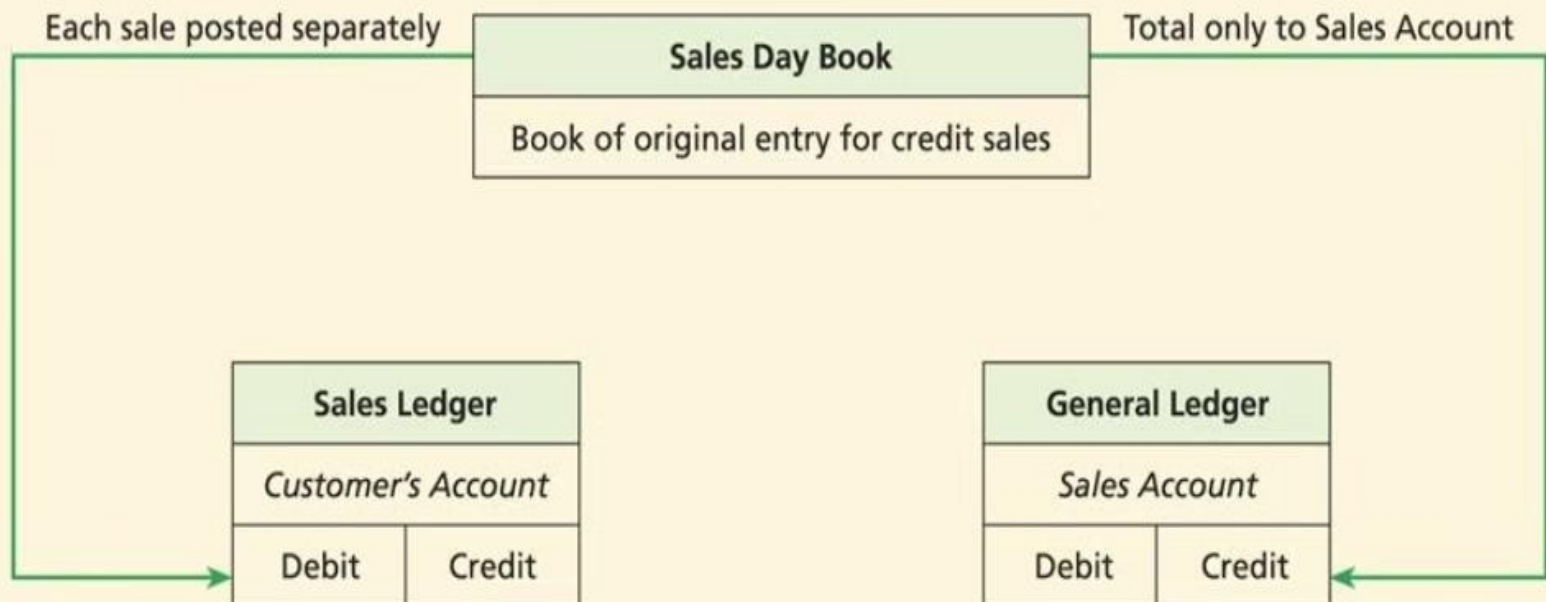 Each sale posted separately
Sales Day Book
Total only to Sales Account
Book of original entry for credit sales
Sales Ledger
General Ledger
Customer's Account
Sales Account
Debit
Credit
Debit
Credit